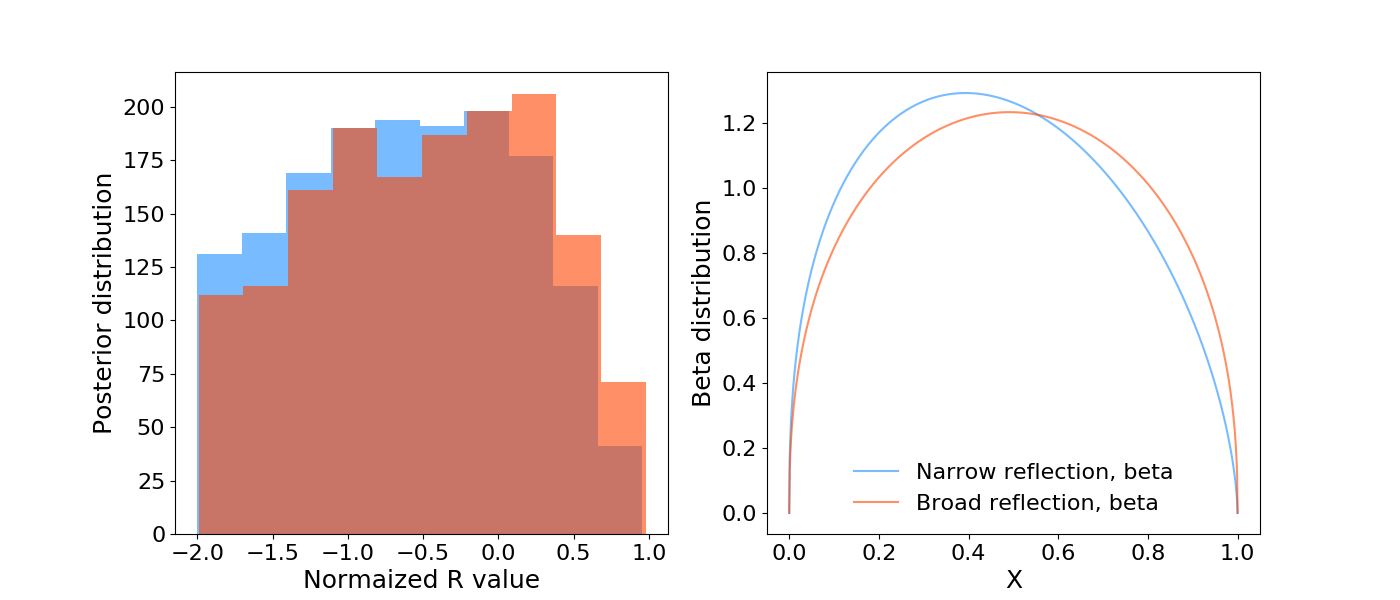 Posterior distribution
200
175
150
125
100
75
50
25
0
−2.0 −1.5 −1.0 −0.5 0.0 0.5 1.0
Normaized R value
Beta distribution
1.2
1.0
0.8
0.6
0.4
0.2
0.0
0.0 0.2 0.4 0.6 0.8 1.0
X
Narrow reflection, beta
Broad reflection, beta